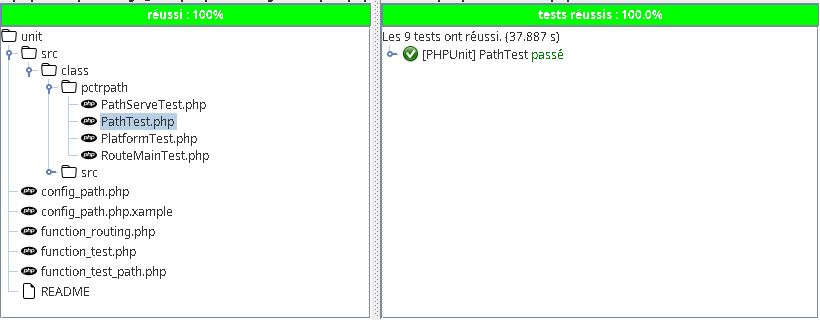 réussi : 100%
unit
src
class
pctrpath
php PathServeTest.php
php PathTest.php
php PlatformTest.php
php RouteMainTest.php
src
php config_path.php
php config_path.php.xample
php function_routing.php
php function_test.php
php function_test_path.php
README
tests réussis : 100.0%
Les 9 tests ont réussi. (37.887 s)
[PHPUnit] PathTest passé